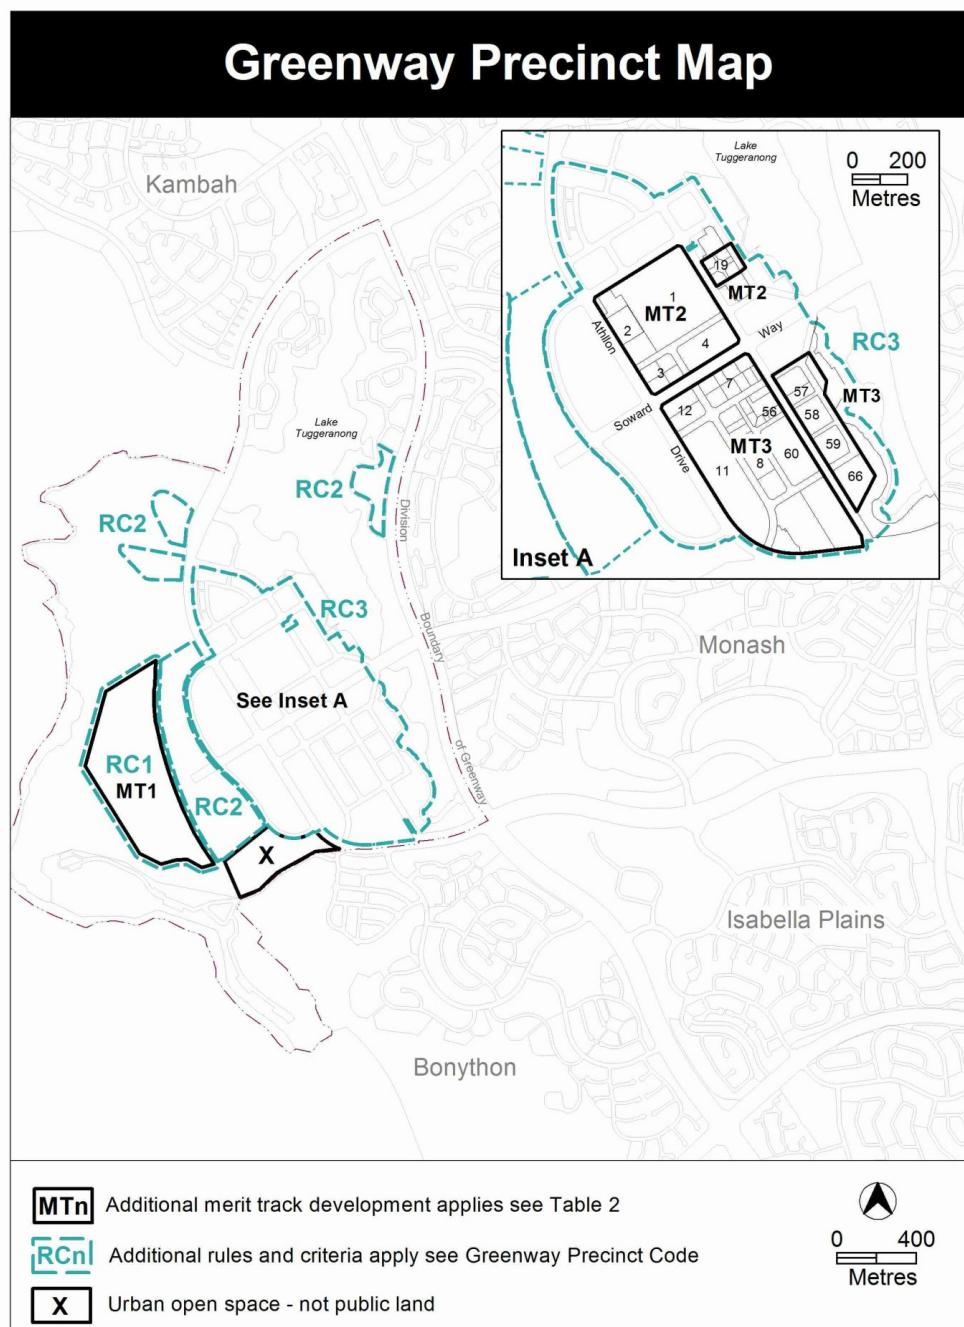 Greenway Precinct Map
Kambah
Lake
Tuggeranong
0 200
Metres
19
MT2
1
MT2
2
Athllon
4
Way
3
RC3
7
57
MT3
Soward
12
56
58
MT3
Drive
11
8
60
59
66
Inset A
Lake
Tuggeranong
RC2
RC2
Division
Boundary
of Greenway
RC3
Monash
See Inset A
RC1
MT1
RC2
X
Isabella Plains
Bonython
MTn Additional merit track development applies see Table 2
RCn Additional rules and criteria apply see Greenway Precinct Code
X Urban open space - not public land
0 400
Metres